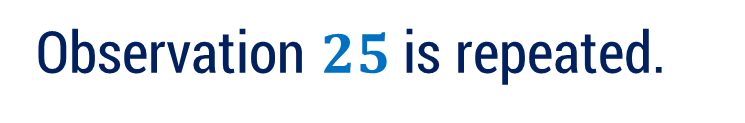 Observation 25 is repeated.